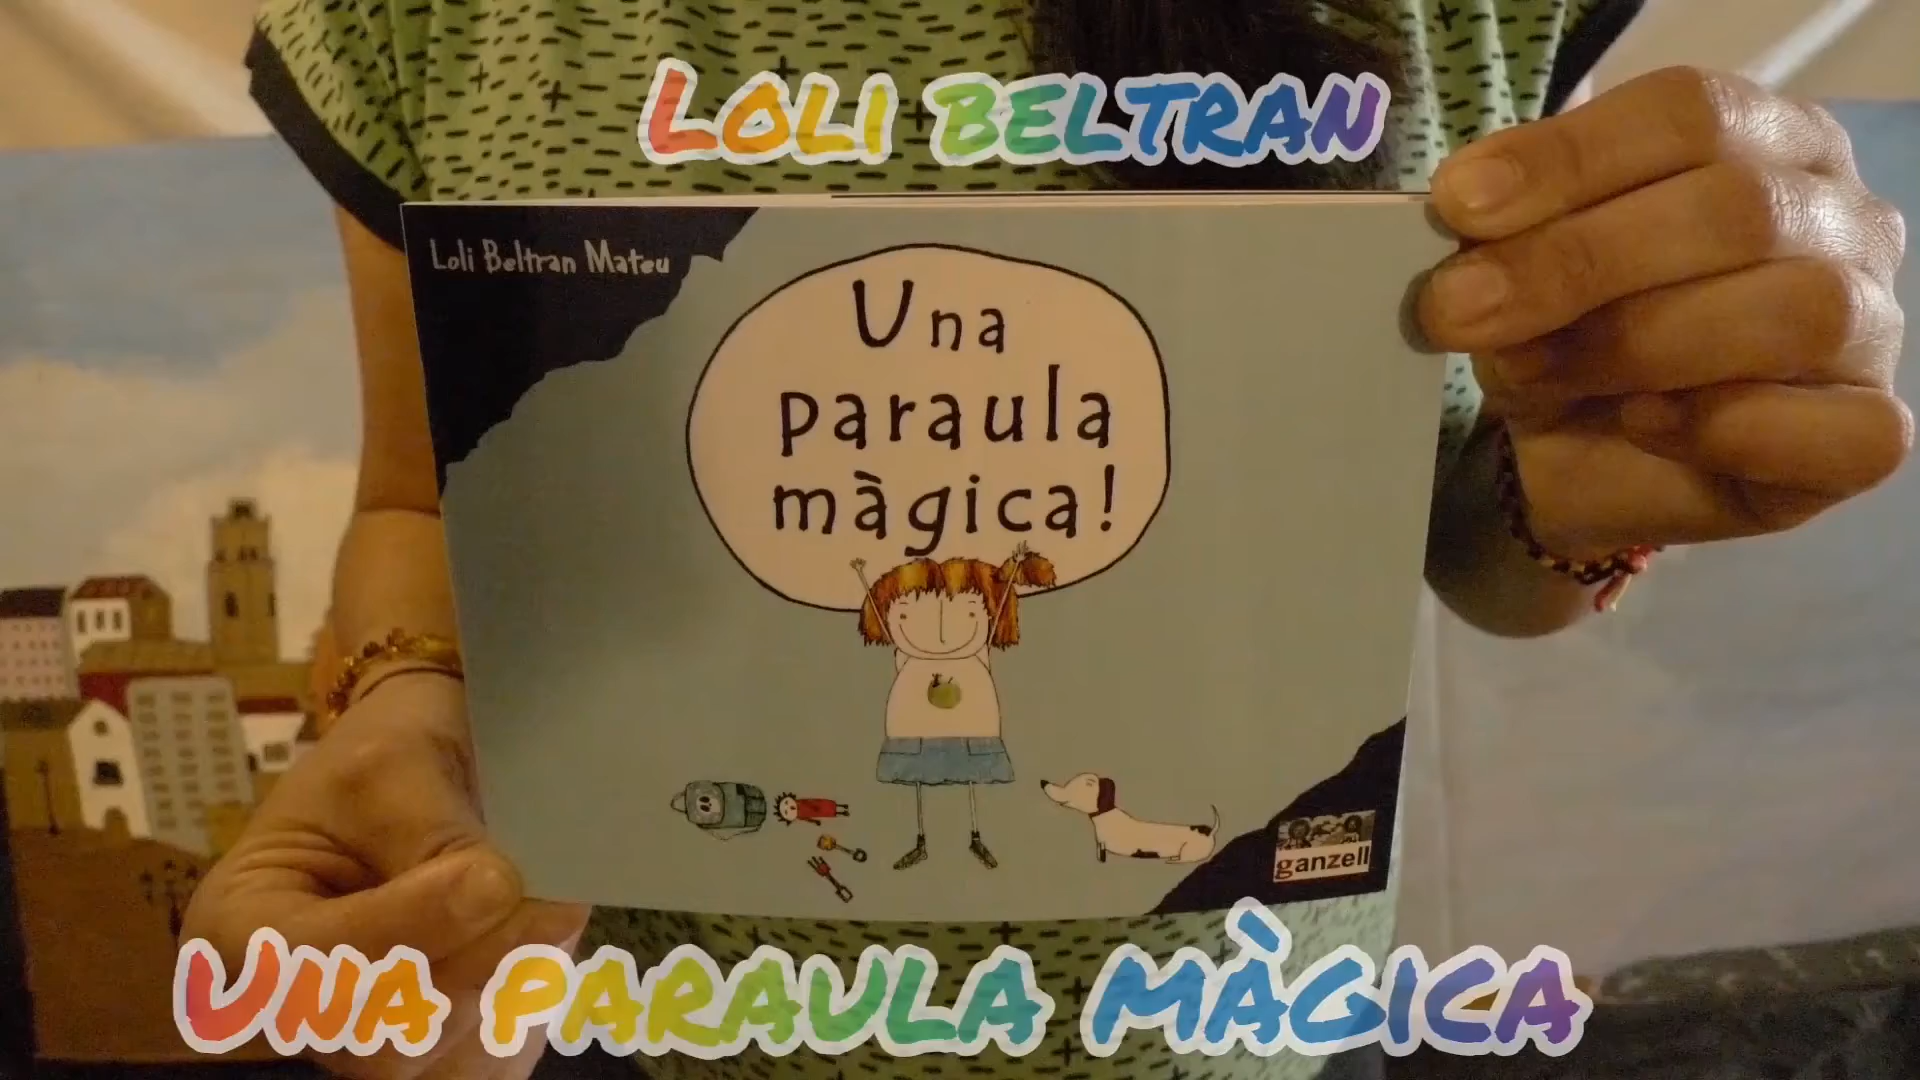 Loli Beltran
Loli Beltran Mateu
Una
paraula
màgica!
ganzell
Una paraula màgica